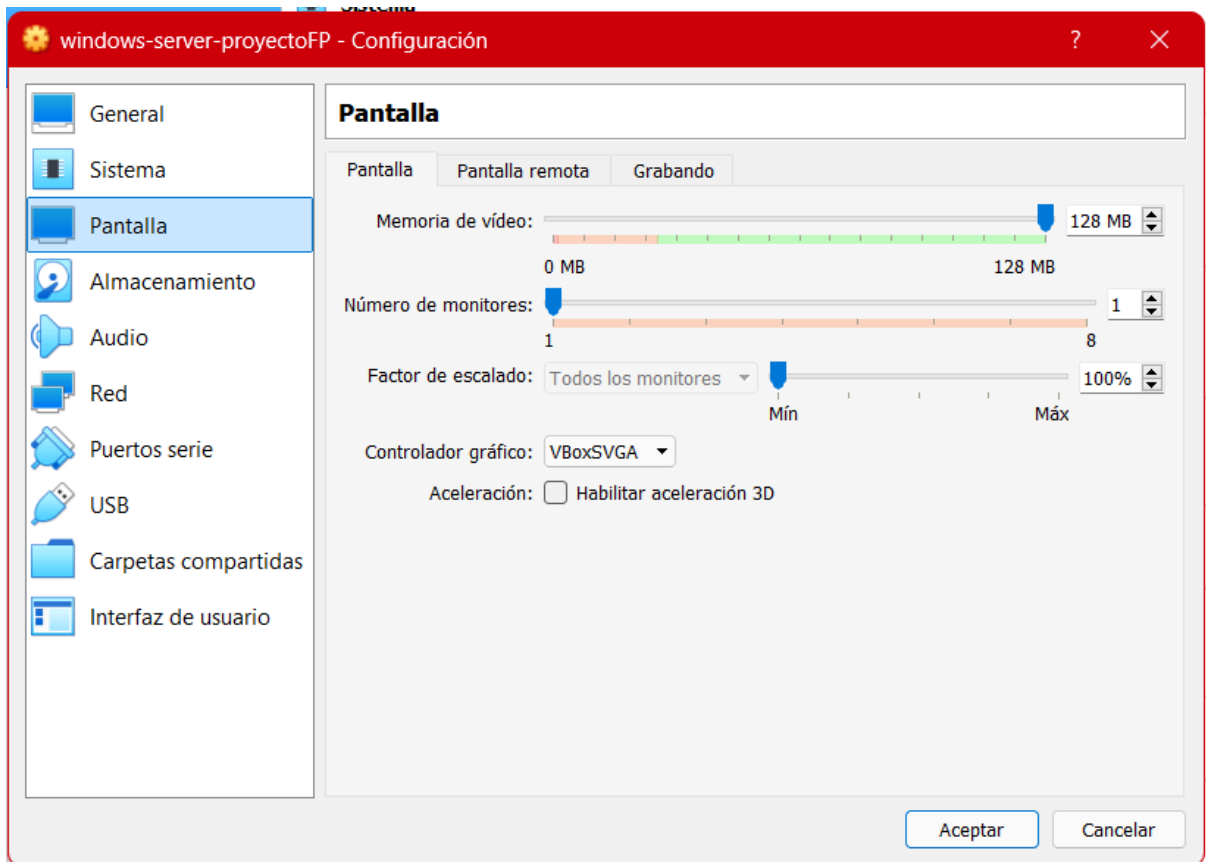 Sistema
windows-server-proyectoFP - Configuración
?
General
Sistema
Pantalla
Almacenamiento
Audio
Red
Puertos serie
USB
Carpetas compartidas
Interfaz de usuario
Pantalla
Pantalla Pantalla remota Grabando
Memoria de vídeo: 128 MB
0 MB 128 MB
Número de monitores: 1
1 8
Factor de escalado: Todos los monitores 100%
Mín Máx
Controlador gráfico: VBoxSVGA
Aceleración: Habilitar aceleración 3D
Aceptar Cancelar